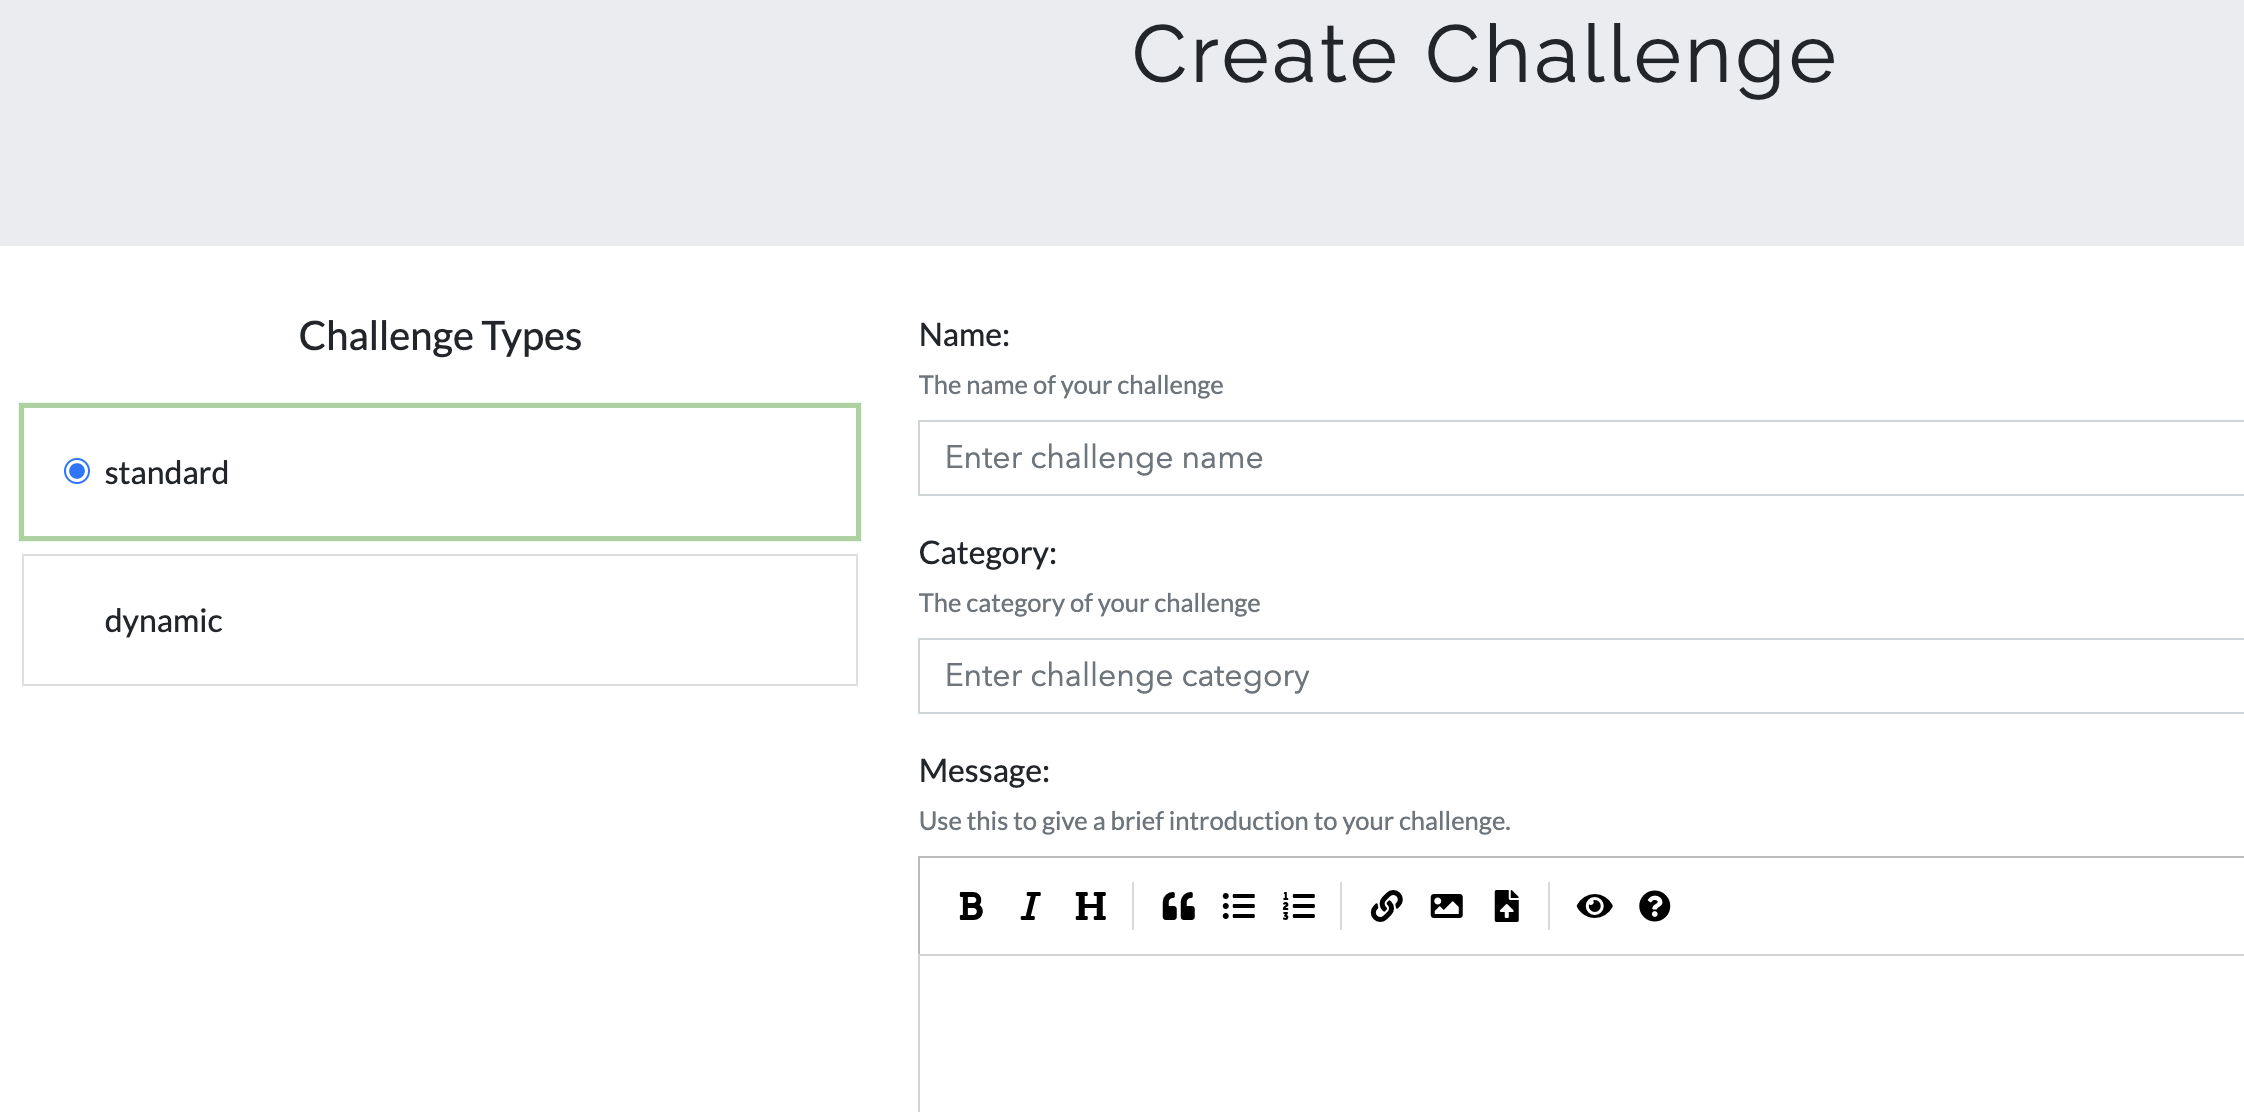 Create Challenge
Challenge Types
standard
dynamic
Name:
The name of your challenge
Enter challenge name
Category:
The category of your challenge
Enter challenge category
Message:
Use this to give a brief introduction to your challenge.
B I H